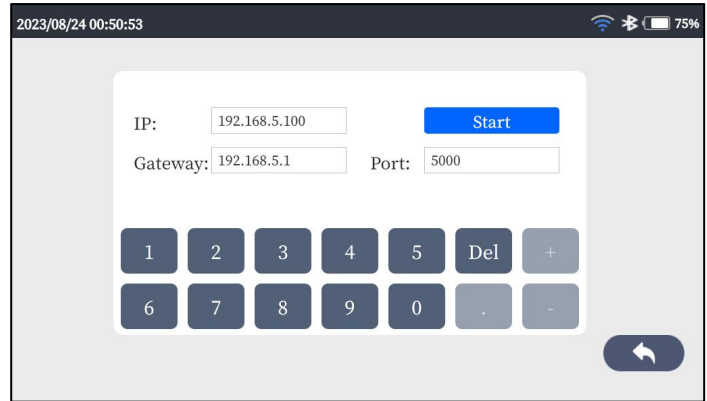 2023/08/24 00:50:53 75%
IP: 192.168.5.100 Start
Gateway: 192.168.5.1 Port: 5000
1 2 3 4 5 Del +
6 7 8 9 0 . -